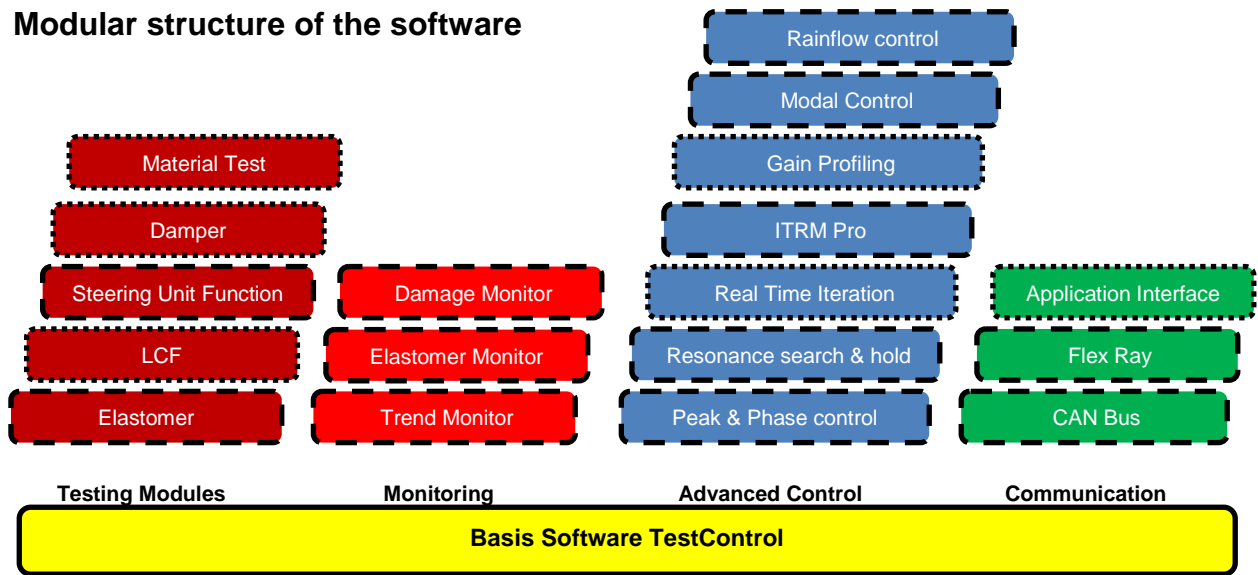 Modular structure of the software
Rainflow control
Modal Control
Material Test
Gain Profiling
Damper
ITRM Pro
Steering Unit Function
Damage Monitor
Real Time Iteration
Application Interface
LCF
Elastomer Monitor
Resonance search & hold
Flex Ray
Elastomer
Trend Monitor
Peak & Phase control
CAN Bus
Testing Modules
Monitoring
Advanced Control
Communication
Basis Software TestControl